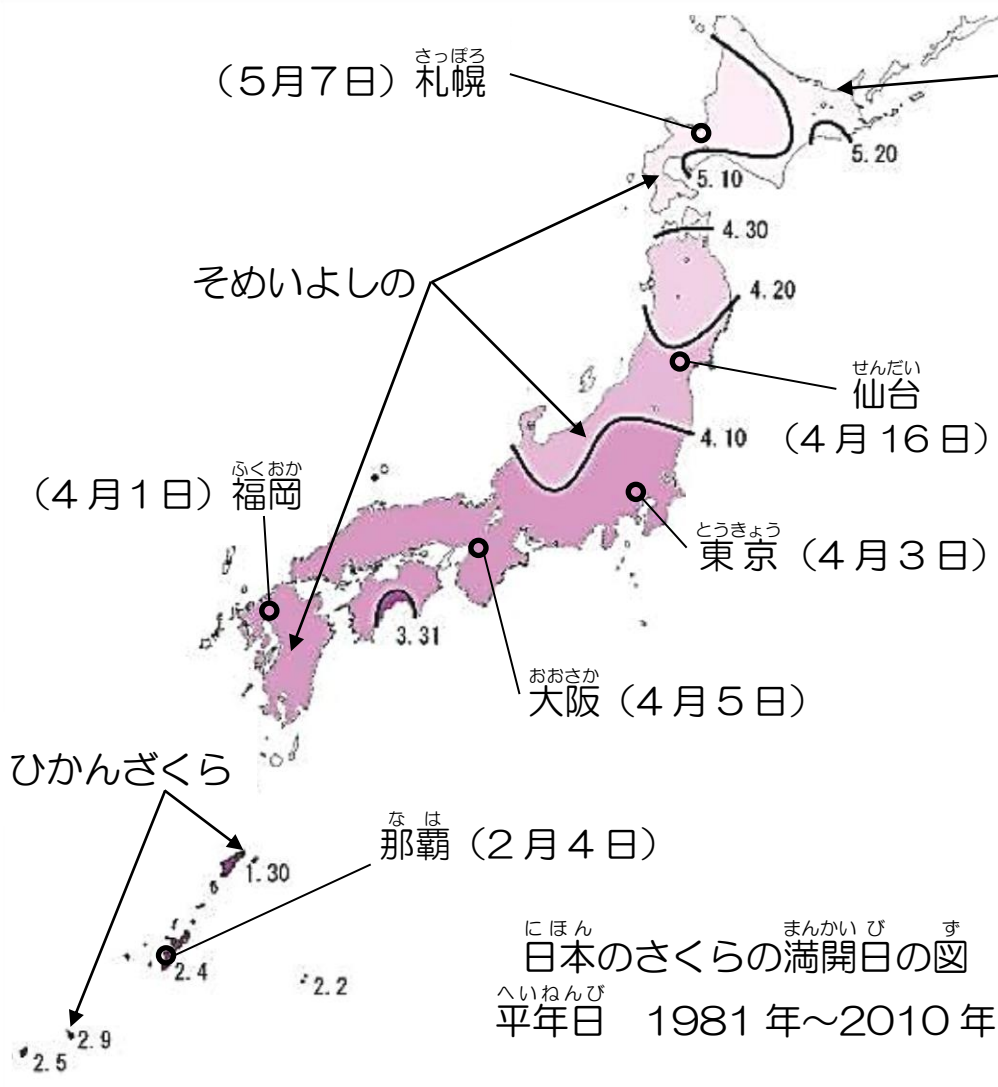 さっぽろ
（5月7日）札幌
5.20
5.10
4.30
そめいよしの
4.20
せんだい
仙台
4.10
（4月16日）
ふくおか
（4月1日）福岡
とうきょう
東京（4月3日）
3.31
おおさか
大阪（4月5日）
ひかんざくら
なは
那覇（2月4日）
1.30
にほん まんかいび ず
日本のさくらの満開日の図
2.4
2.2
へいねんび
平年日 1981年～2010年
2.9
2.5